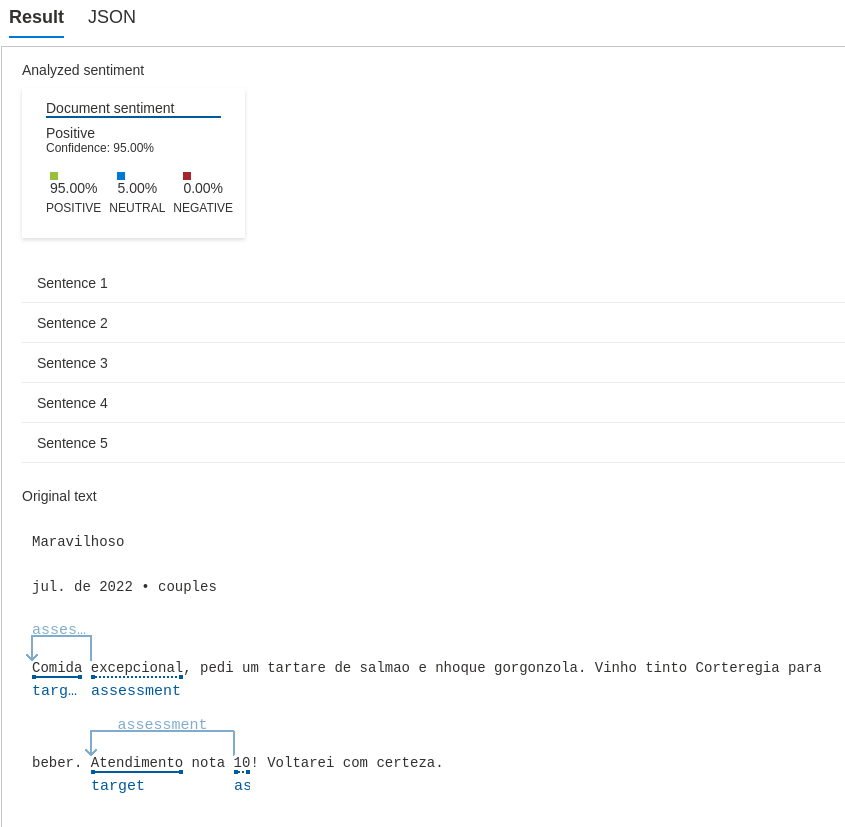 Result JSON
Analyzed sentiment
Document sentiment
Positive
Confidence: 95.00%
95.00% 5.00% 0.00%
POSITIVE NEUTRAL NEGATIVE
Sentence 1
Sentence 2
Sentence 3
Sentence 4
Sentence 5
Original text
Maravilhoso
jul. de 2022 • couples
asses…
Comida excepcional, pedi um tartare de salmao e nhoque gorgonzola. Vinho tinto Corteregia para
targ… assessment
assessment
beber. Atendimento nota 10! Voltarei com certeza.
target as